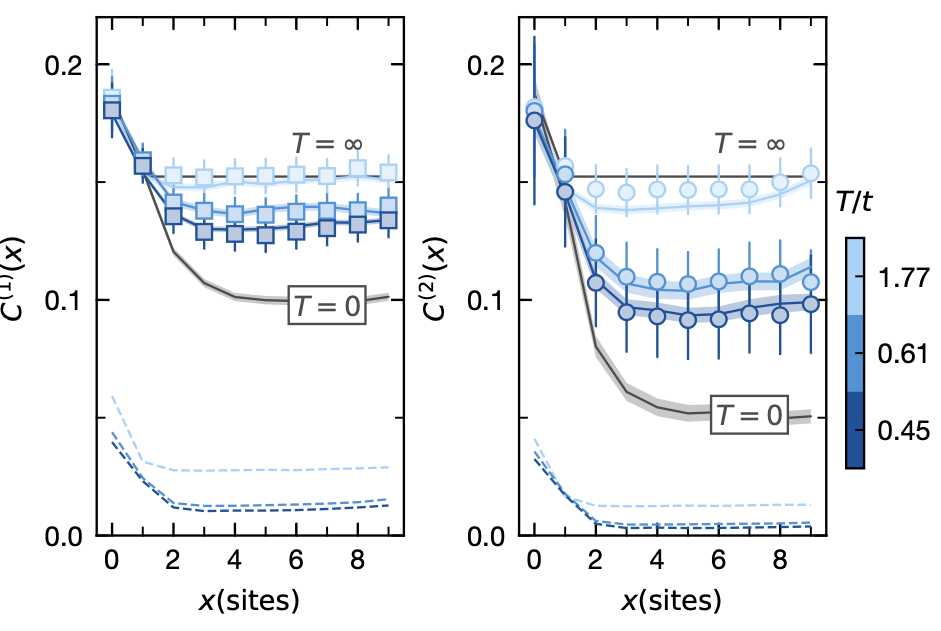 0.2
0.1
0.0
C⁽¹⁾(x)
T = ∞
T = 0
0 2 4 6 8
x(sites)
0.2
0.1
0.0
C⁽²⁾(x)
T = ∞
T = 0
0 2 4 6 8
x(sites)
T/t
1.77
0.61
0.45